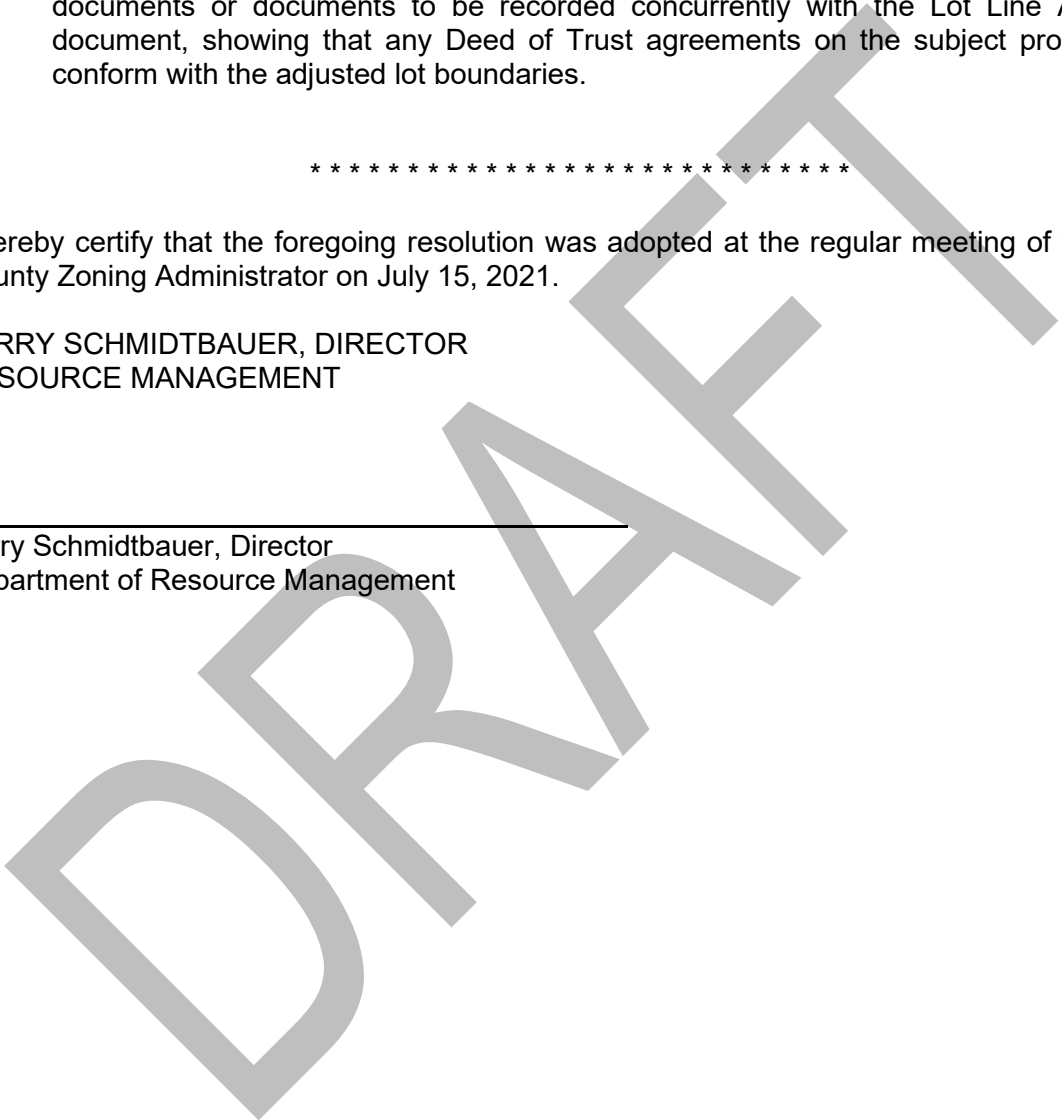 documents or documents to be recorded concurrently with the Lot Line
document, showing that any Deed of Trust agreements on the subject pro
conform with the adjusted lot boundaries.
* * * * * * * * * * * * * * * * * * * * * * * * * * * *
ereby certify that the foregoing resolution was adopted at the regular meeting of
unty Zoning Administrator on July 15, 2021.
RRY SCHMIDTBAUER, DIRECTOR
SOURCE MANAGEMENT
ry Schmidtbauer, Director
partment of Resource Management
DRAFT